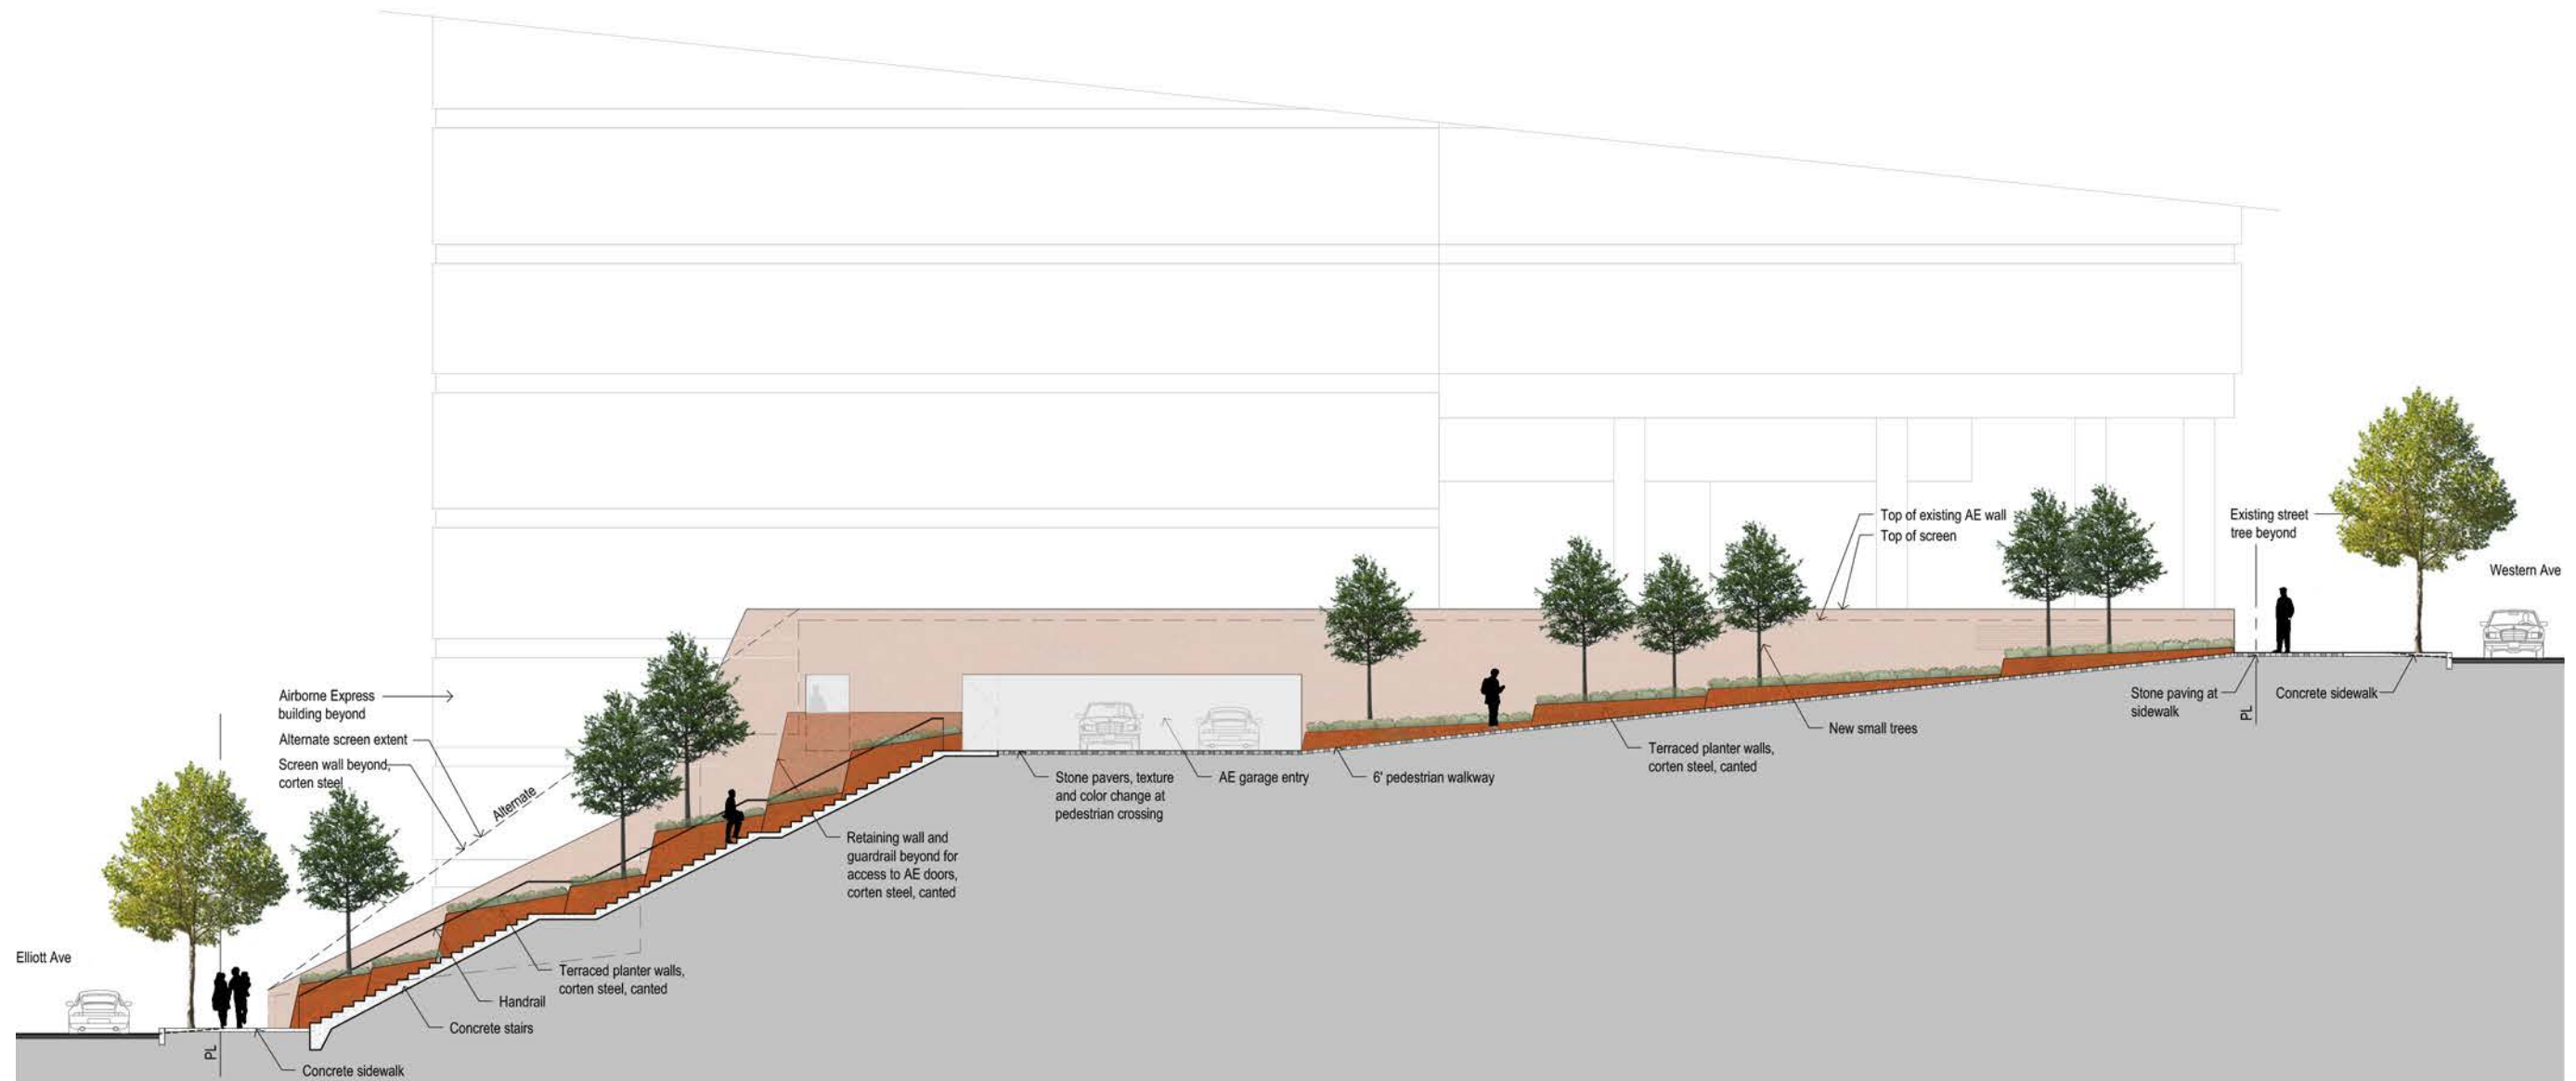 Top of existing AE wall
Top of screen
Existing street
tree beyond
Western Ave
Airborne Express
building beyond
Alternate screen extent
Screen wall beyond,
corten steel
Alternate
Stone paving at
sidewalk
PL
Concrete sidewalk
New small trees
Terraced planter walls,
corten steel, canted
6' pedestrian walkway
AE garage entry
Stone pavers, texture
and color change at
pedestrian crossing
Retaining wall and
guardrail beyond for
access to AE doors,
corten steel, canted
Elliott Ave
Terraced planter walls,
corten steel, canted
Handrail
Concrete stairs
PL
Concrete sidewalk